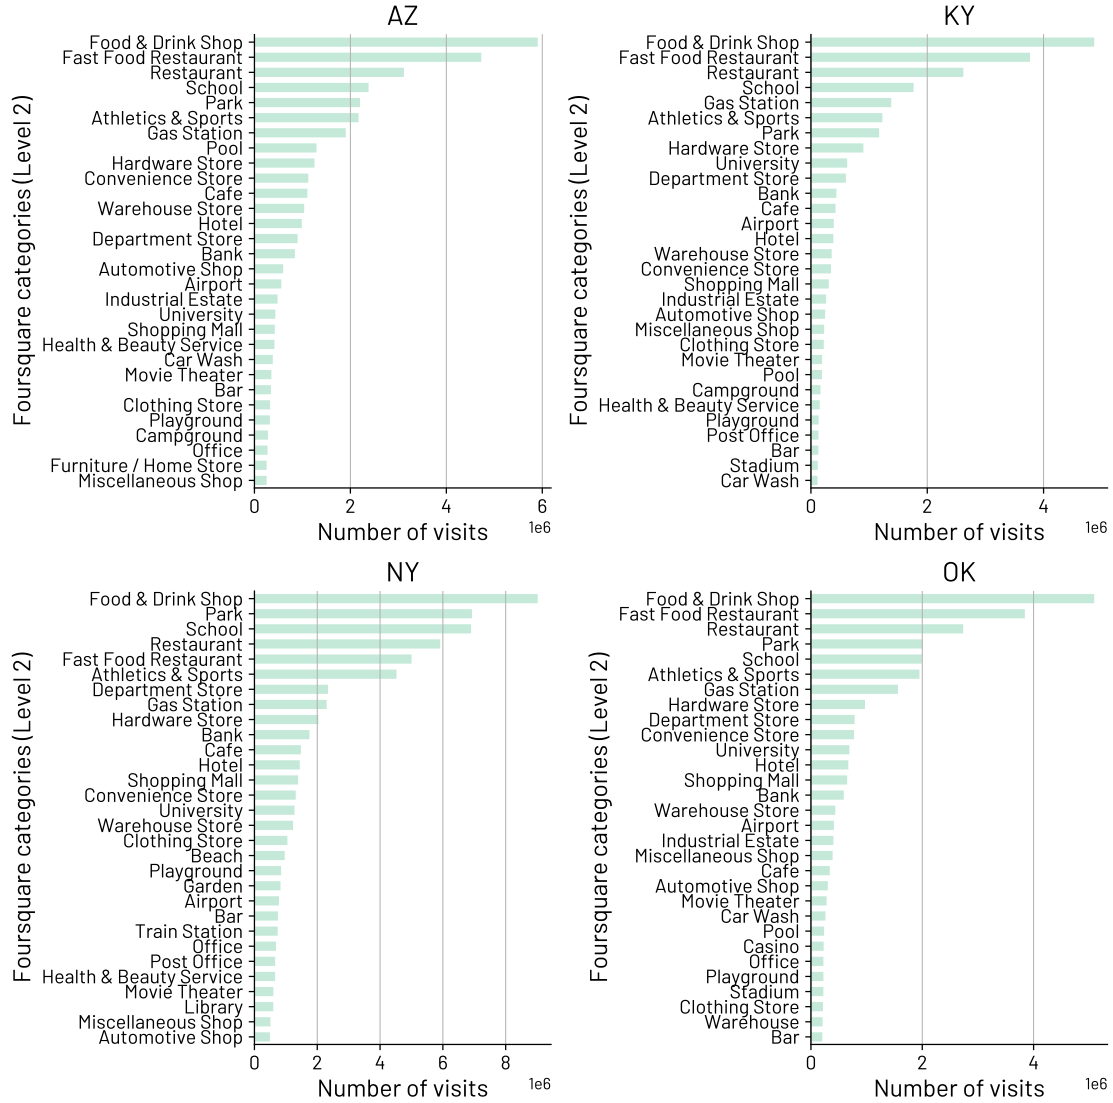 AZ
Foursquare categories (Level 2)
Food & Drink Shop
Fast Food Restaurant
Restaurant
School
Park
Athletics & Sports
Gas Station
Pool
Hardware Store
Convenience Store
Cafe
Warehouse Store
Hotel
Department Store
Bank
Automotive Shop
Airport
Industrial Estate
University
Shopping Mall
Health & Beauty Service
Car Wash
Movie Theater
Bar
Clothing Store
Playground
Campground
Office
Furniture / Home Store
Miscellaneous Shop
0 2 4 6
1e6
Number of visits
KY
Foursquare categories (Level 2)
Food & Drink Shop
Fast Food Restaurant
Restaurant
School
Gas Station
Athletics & Sports
Park
Hardware Store
University
Department Store
Bank
Cafe
Airport
Hotel
Warehouse Store
Convenience Store
Shopping Mall
Industrial Estate
Automotive Shop
Miscellaneous Shop
Clothing Store
Movie Theater
Pool
Campground
Health & Beauty Service
Playground
Post Office
Bar
Stadium
Car Wash
0 2 4
1e6
Number of visits
NY
Foursquare categories (Level 2)
Food & Drink Shop
Park
School
Restaurant
Fast Food Restaurant
Athletics & Sports
Department Store
Gas Station
Hardware Store
Bank
Cafe
Hotel
Shopping Mall
Convenience Store
University
Warehouse Store
Clothing Store
Beach
Playground
Garden
Airport
Bar
Train Station
Office
Post Office
Health & Beauty Service
Movie Theater
Library
Miscellaneous Shop
Automotive Shop
0 2 4 6 8
1e6
Number of visits
OK
Foursquare categories (Level 2)
Food & Drink Shop
Fast Food Restaurant
Restaurant
Park
School
Athletics & Sports
Gas Station
Hardware Store
Department Store
Convenience Store
University
Hotel
Shopping Mall
Bank
Warehouse Store
Airport
Industrial Estate
Miscellaneous Shop
Cafe
Automotive Shop
Movie Theater
Car Wash
Pool
Casino
Office
Playground
Stadium
Clothing Store
Warehouse
Bar
0 2 4
1e6
Number of visits